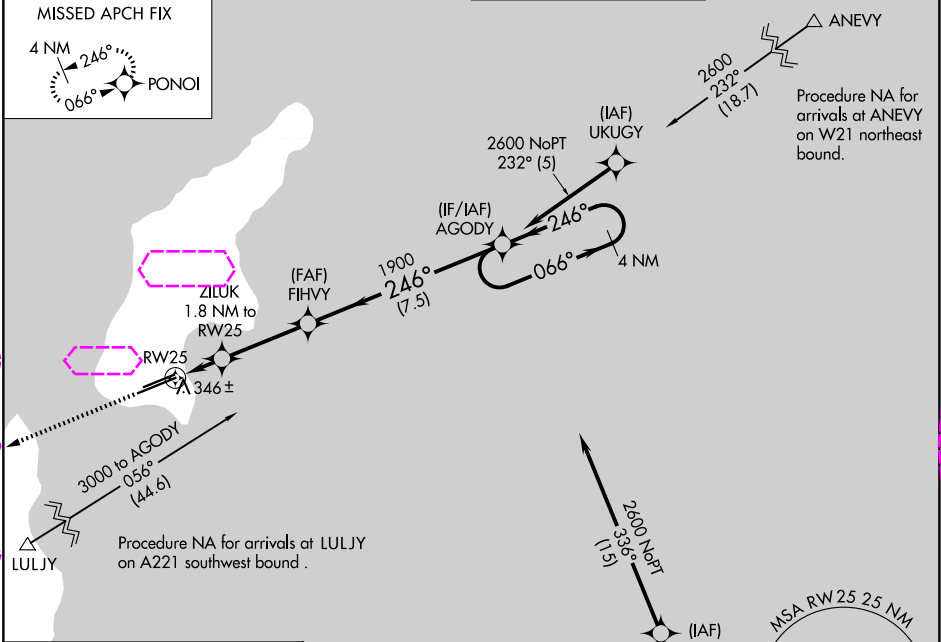 MISSED APCH FIX
4 NM
246°
066°
PONOI
ANEVY
2600
232°
(18.7)
Procedure NA for
arrivals at ANEVY
on W21 northeast
bound.
(IAF)
UKUGY
2600 NoPT
232° (5)
(IF/IAF)
AGODY
246°
066°
4 NM
1900
246°
(7.5)
(FAF)
FIHVY
ZILUK
1.8 NM to
RW25
RW25
346±
3000 to AGODY
056°
(44.6)
LULJY
Procedure NA for arrivals at LULJY
on A221 southwest bound .
2600 NoPT
336°
(15)
(IAF)
MSA RW25 25 NM